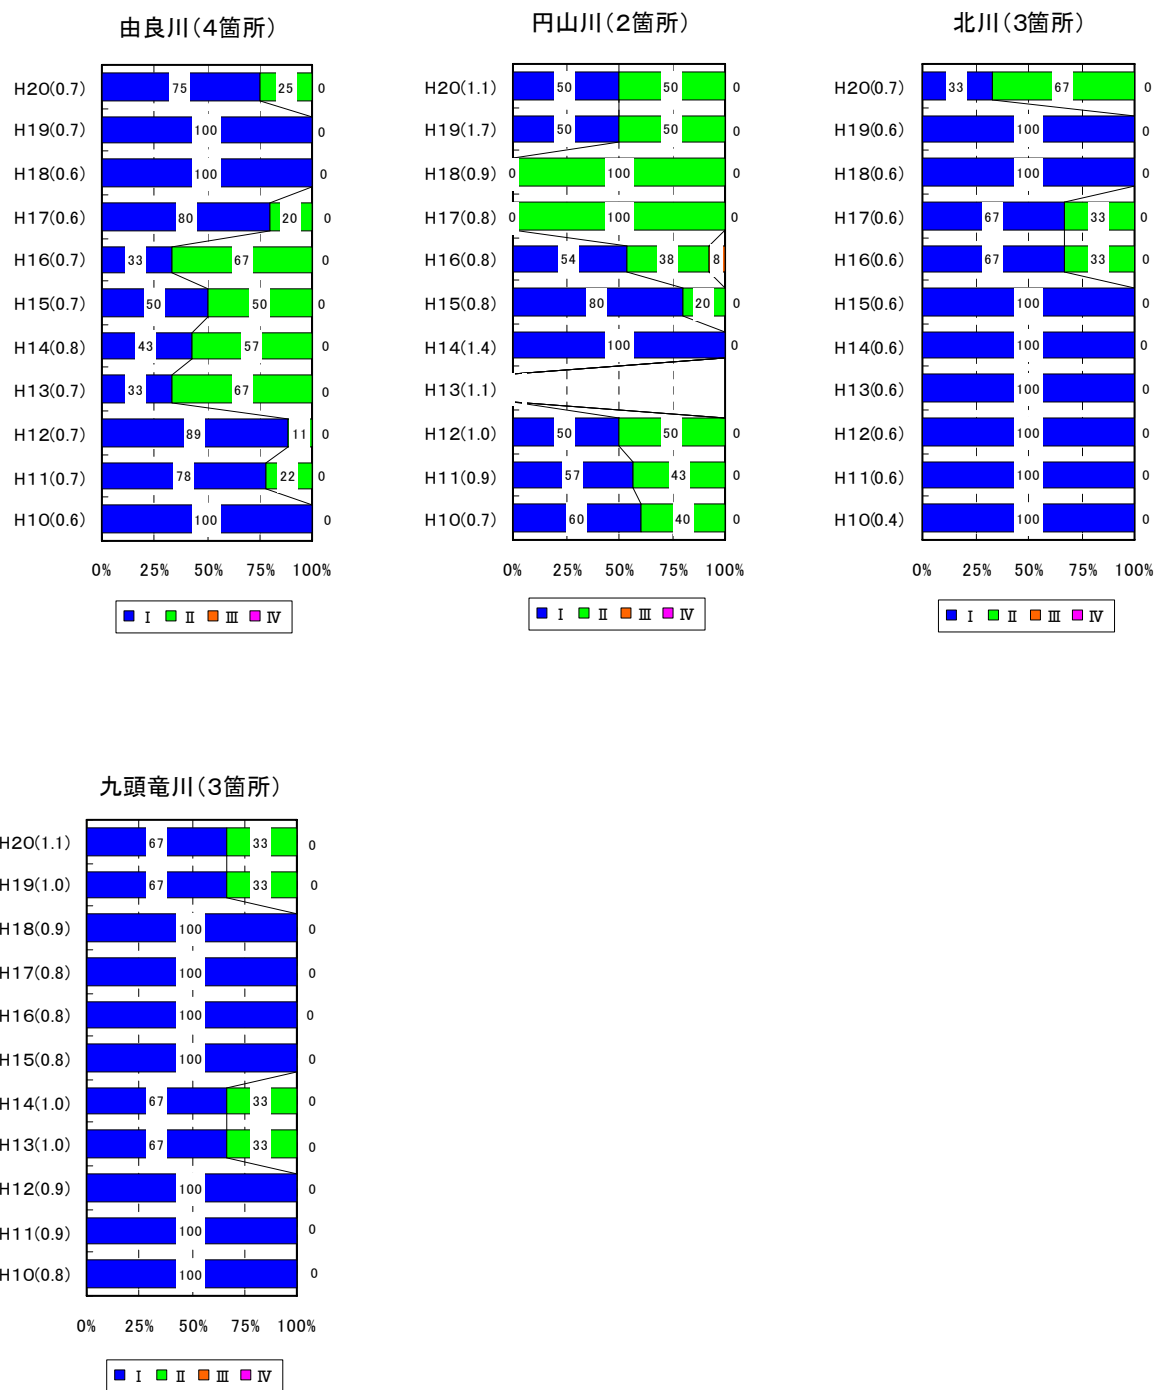 由良川(4箇所)
H20(0.7) 75 25 0
H19(0.7) 100 0
H18(0.6) 100 0
H17(0.6) 80 20 0
H16(0.7) 33 67 0
H15(0.7) 50 50 0
H14(0.8) 43 57 0
H13(0.7) 33 67 0
H12(0.7) 89 11 0
H11(0.7) 78 22 0
H10(0.6) 100 0
0% 25% 50% 75% 100%
Ⅰ Ⅱ Ⅲ Ⅳ
円山川(2箇所)
H20(1.1) 50 50 0
H19(1.7) 50 50 0
H18(0.9) 0 100 0
H17(0.8) 0 100 0
H16(0.8) 54 38 8
H15(0.8) 80 20 0
H14(1.4) 100 0
H13(1.1)
H12(1.0) 50 50 0
H11(0.9) 57 43 0
H10(0.7) 60 40 0
0% 25% 50% 75% 100%
Ⅰ Ⅱ Ⅲ Ⅳ
北川(3箇所)
H20(0.7) 33 67 0
H19(0.6) 100 0
H18(0.6) 100 0
H17(0.6) 67 33 0
H16(0.6) 67 33 0
H15(0.6) 100 0
H14(0.6) 100 0
H13(0.6) 100 0
H12(0.6) 100 0
H11(0.6) 100 0
H10(0.4) 100 0
0% 25% 50% 75% 100%
Ⅰ Ⅱ Ⅲ Ⅳ
九頭竜川(3箇所)
H20(1.1) 67 33 0
H19(1.0) 67 33 0
H18(0.9) 100 0
H17(0.8) 100 0
H16(0.8) 100 0
H15(0.8) 100 0
H14(1.0) 67 33 0
H13(1.0) 67 33 0
H12(0.9) 100 0
H11(0.9) 100 0
H10(0.8) 100 0
0% 25% 50% 75% 100%
Ⅰ Ⅱ Ⅲ Ⅳ